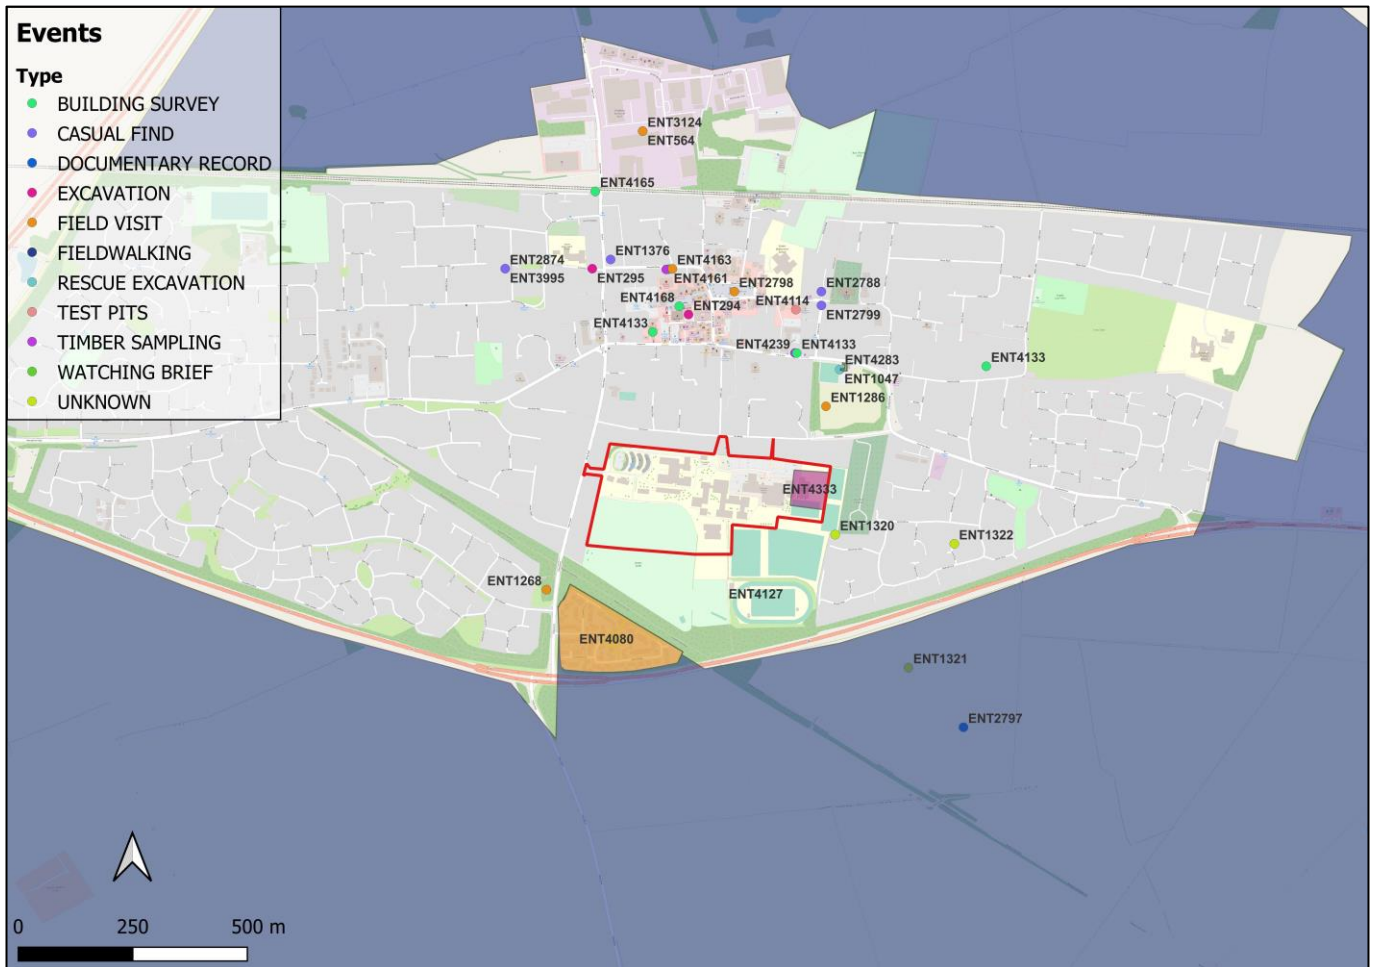 Events
Type
BUILDING SURVEY
CASUAL FIND
DOCUMENTARY RECORD
EXCAVATION
FIELD VISIT
FIELDWALKING
RESCUE EXCAVATION
TEST PITS
TIMBER SAMPLING
WATCHING BRIEF
UNKNOWN
ENT3124
ENT564
ENT4165
ENT2874
ENT3995
ENT1376
ENT295
ENT4163
ENT4161
ENT2798
ENT2788
ENT4168
ENT294
ENT4114
ENT2799
ENT4133
ENT4239
ENT4133
ENT4283
ENT1047
ENT4133
ENT1286
ENT4333
ENT1320
ENT1322
ENT1268
ENT4127
ENT4080
ENT1321
ENT2797
0 250 500 m